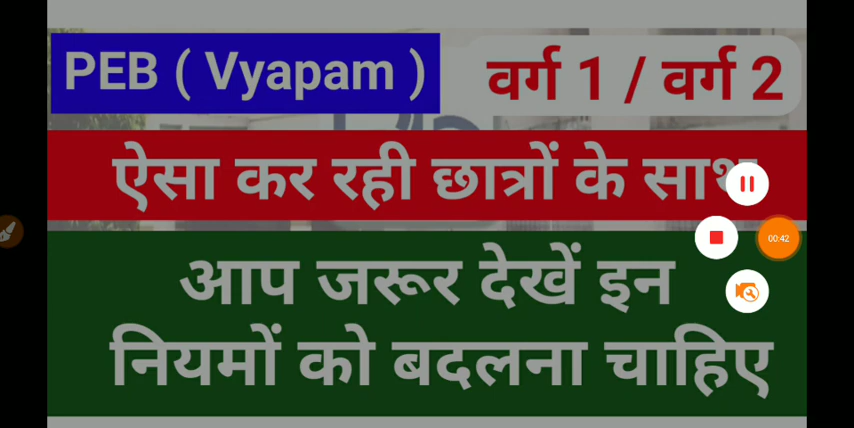 PEB ( Vyapam )
वर्ग 1 / वर्ग 2
ऐसा कर रही छात्रों के साथ
00:42
आप जरूर देखें इन
नियमों को बदलना चाहिए